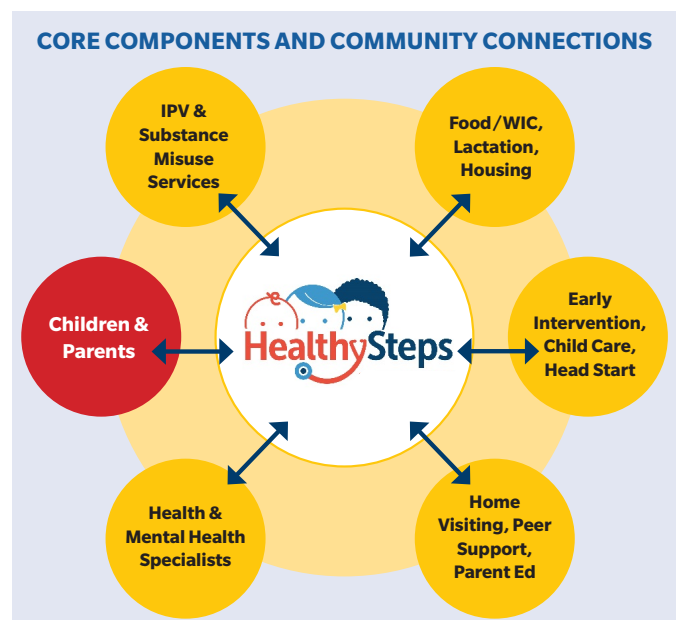 CORE COMPONENTS AND COMMUNITY CONNECTIONS
IPV &
Substance
Misuse
Services
Food/WIC,
Lactation,
Housing
Children &
Parents
HealthySteps
Early
Intervention,
Child Care,
Head Start
Health &
Mental Health
Specialists
Home
Visiting, Peer
Support,
Parent Ed